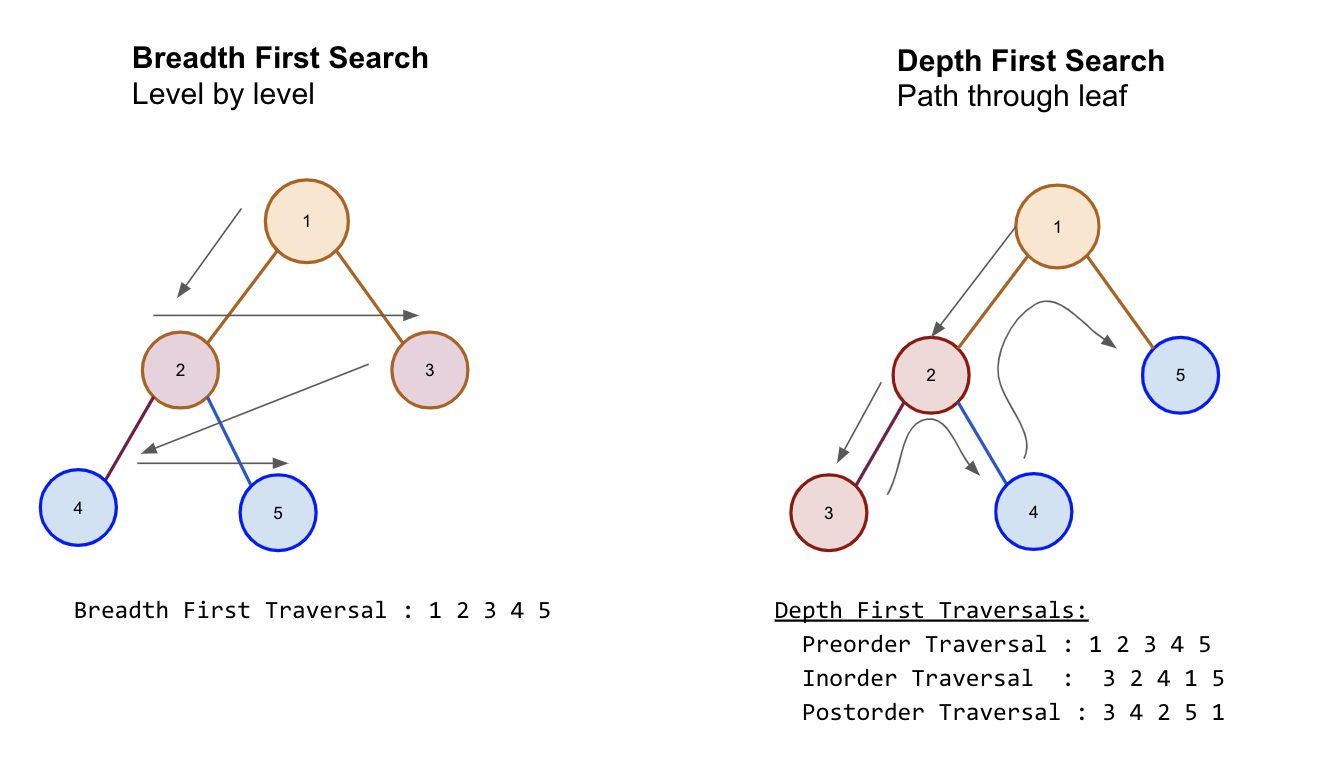 Breadth First Search
Level by level
1
2
3
4
5
Breadth First Traversal : 1 2 3 4 5
Depth First Search
Path through leaf
1
2
5
3
4
Depth First Traversals:
Preorder Traversal : 1 2 3 4 5
Inorder Traversal  :  3 2 4 1 5
Postorder Traversal : 3 4 2 5 1